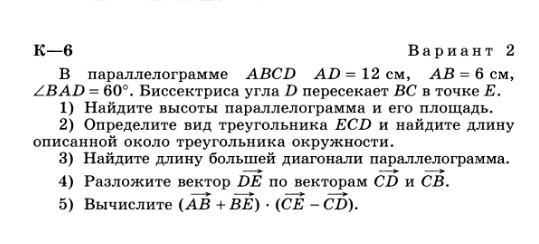 К—6 Вариант 2
В параллелограмме ABCD AD = 12 см, AB = 6 см,
∠BAD = 60°. Биссектриса угла D пересекает BC в точке E.
1) Найдите высоты параллелограмма и его площадь.
2) Определите вид треугольника ECD и найдите длину
описанной около треугольника окружности.
3) Найдите длину большей диагонали параллелограмма.
4) Разложите вектор \overrightarrow{DE} по векторам \overrightarrow{CD} и \overrightarrow{CB}.
5) Вычислите (\overrightarrow{AB} + \overrightarrow{BE}) · (\overrightarrow{CE} − \overrightarrow{CD}).